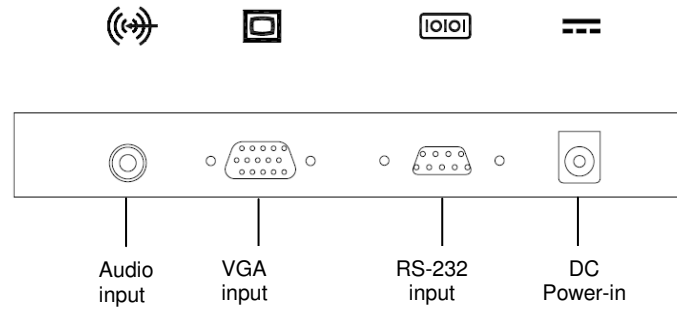 |O|O|
Audio
input
VGA
input
RS-232
input
DC
Power-in